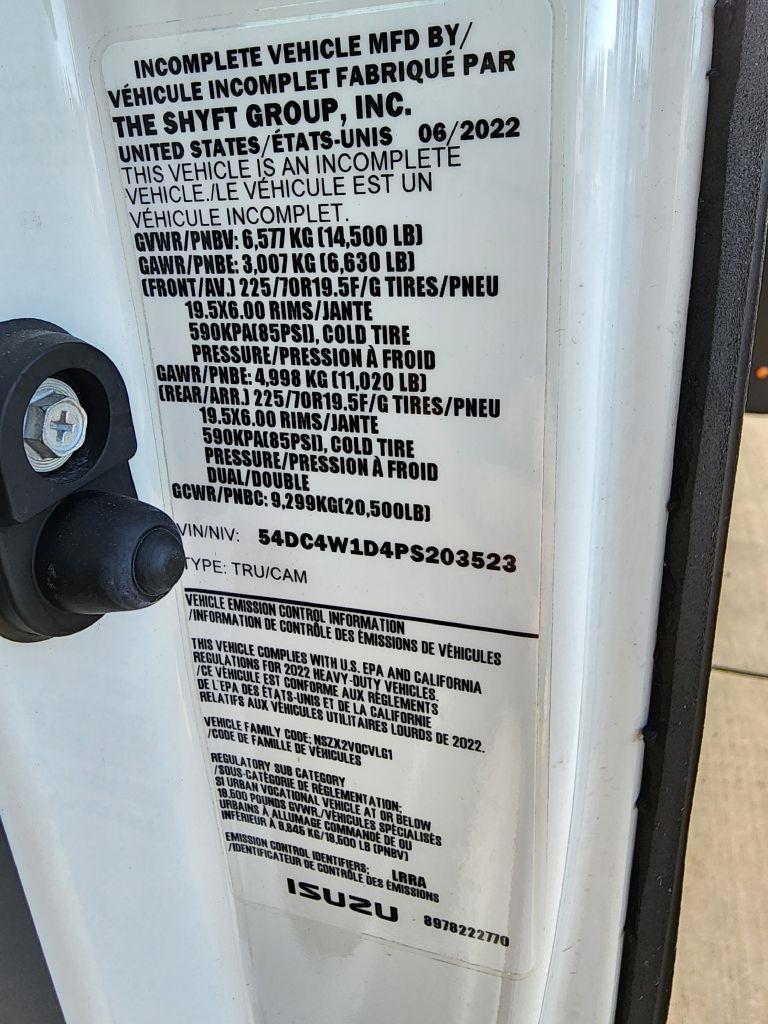 INCOMPLETE VEHICLE MFD BY/
VÉHICULE INCOMPLET FABRIQUÉ PAR
THE SHYFT GROUP, INC.
UNITED STATES/ÉTATS-UNIS 06/2022
THIS VEHICLE IS AN INCOMPLETE
VEHICLE./LE VÉHICULE EST UN
VÉHICULE INCOMPLET.
GVWR/PNBV: 6,577 KG (14,500 LB)
GAWR/PNBE: 3,007 KG (6,630 LB)
(FRONT/AV.) 225/70R19.5F/G TIRES/PNEU
19.5X6.00 RIMS/JANTE
590KPA(85PSI), COLD TIRE
PRESSURE/PRESSION À FROID
GAWR/PNBE: 4,998 KG (11,020 LB)
(REAR/ARR.) 225/70R19.5F/G TIRES/PNEU
19.5X6.00 RIMS/JANTE
590KPA(85PSI), COLD TIRE
PRESSURE/PRESSION À FROID
DUAL/DOUBLE
GCWR/PNBC: 9,299KG(20,500LB)
VIN/NIV: 54DC4W1D4PS203523
TYPE: TRU/CAM
VEHICLE EMISSION CONTROL INFORMATION
/INFORMATION DE CONTRÔLE DES ÉMISSIONS DE VÉHICULES
THIS VEHICLE COMPLIES WITH U.S. EPA AND CALIFORNIA
REGULATIONS FOR 2022 HEAVY-DUTY VEHICLES.
/CE VÉHICULE EST CONFORME AUX RÈGLEMENTS
DE L'EPA DES ÉTATS-UNIS ET DE LA CALIFORNIE
RELATIFS AUX VÉHICULES UTILITAIRES LOURDS DE 2022.
VEHICLE FAMILY CODE: NSZX2VOCVLG1
/CODE DE FAMILLE DE VÉHICULES
REGULATORY SUB CATEGORY
/SOUS-CATÉGORIE DE RÉGLEMENTATION:
SI URBAN VOCATIONAL VEHICLE AT OR BELOW
19,500 POUNDS GVWR/VÉHICULES SPÉCIALISÉS
URBAINS À ALLUMAGE COMMANDÉ DE OU
INFÉRIEUR À 8,845 KG/19,500 LB (PNBV)
EMISSION CONTROL IDENTIFIERS: LRRA
/IDENTIFICATEUR DE CONTRÔLE DES ÉMISSIONS
ISUZU 8978222770